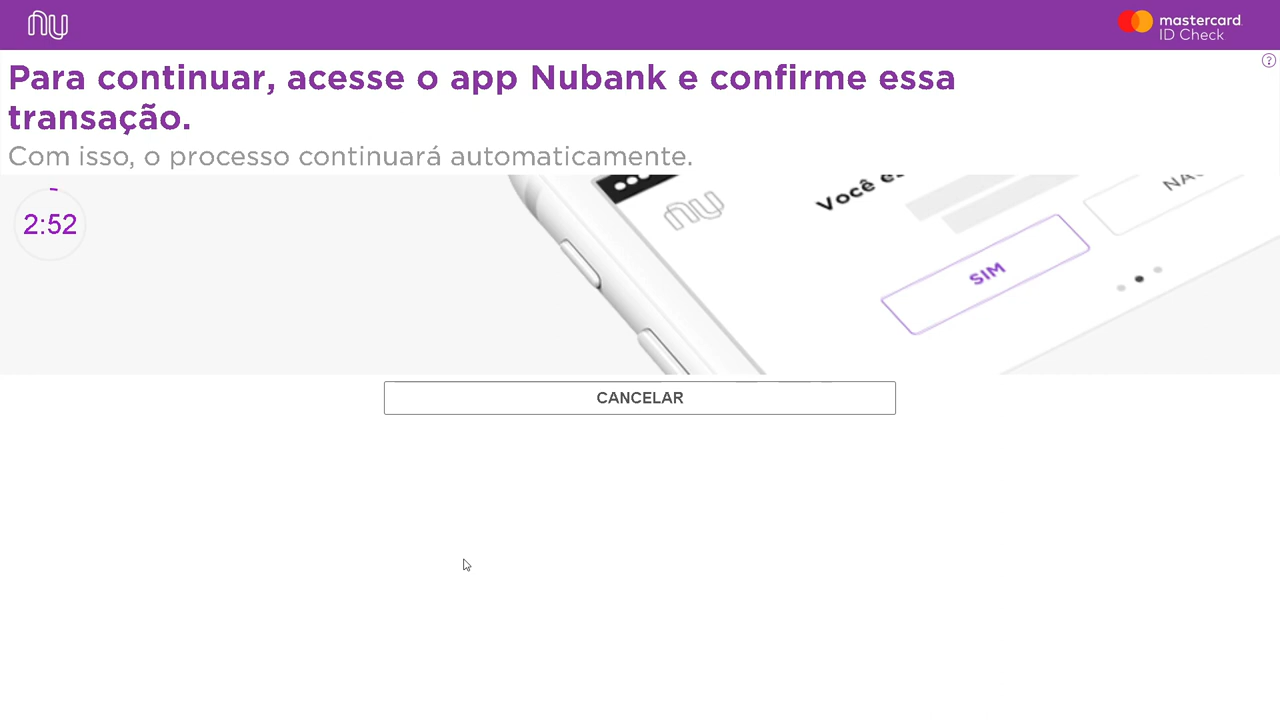 nu
mastercard
ID Check
?
Para continuar, acesse o app Nubank e confirme essa
transação.
Com isso, o processo continuará automaticamente.
2:52
nu
Você
SIM
CANCELAR